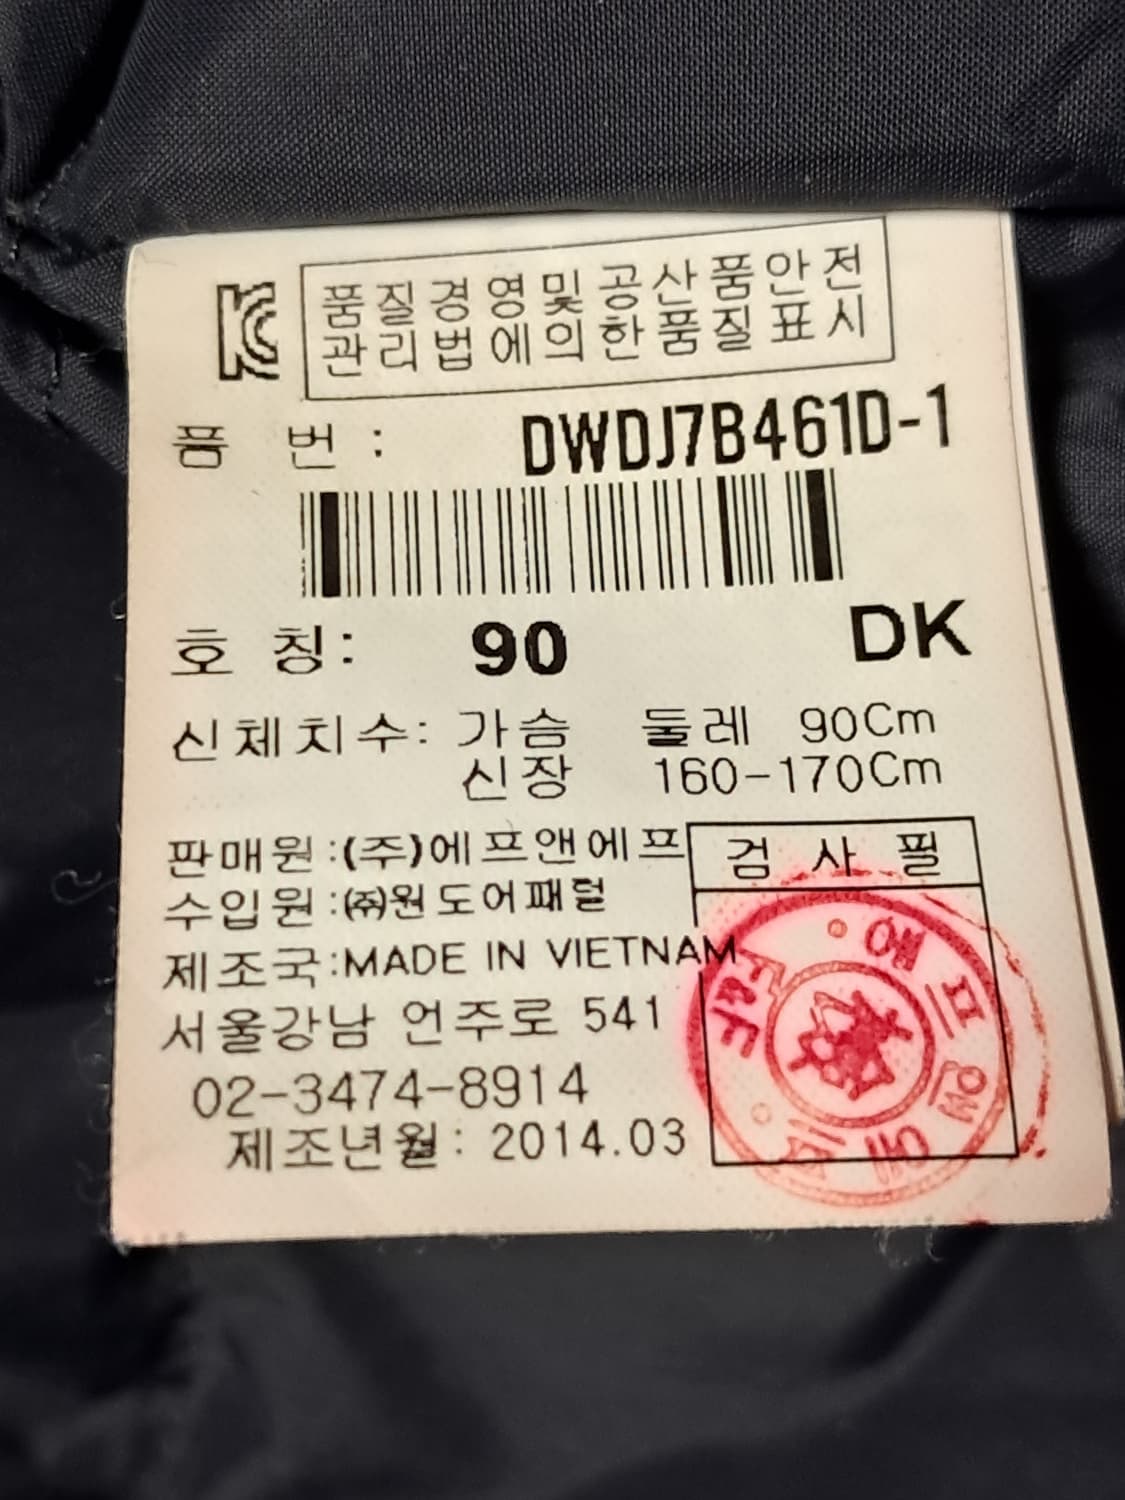 품질경영및공산품안전
관리법에의한품질표시
품 번 : DWDJ7B461D-1
호 칭: 90 DK
신체치수: 가슴 둘레 90Cm
신장 160-170Cm
판매원:(주)에프앤에프
검 사 필
수입원:㈜원도어패럴
제조국:MADE IN VIETNAM
서울강남 언주로 541
02-3474-8914
제조년월: 2014.03
F&F